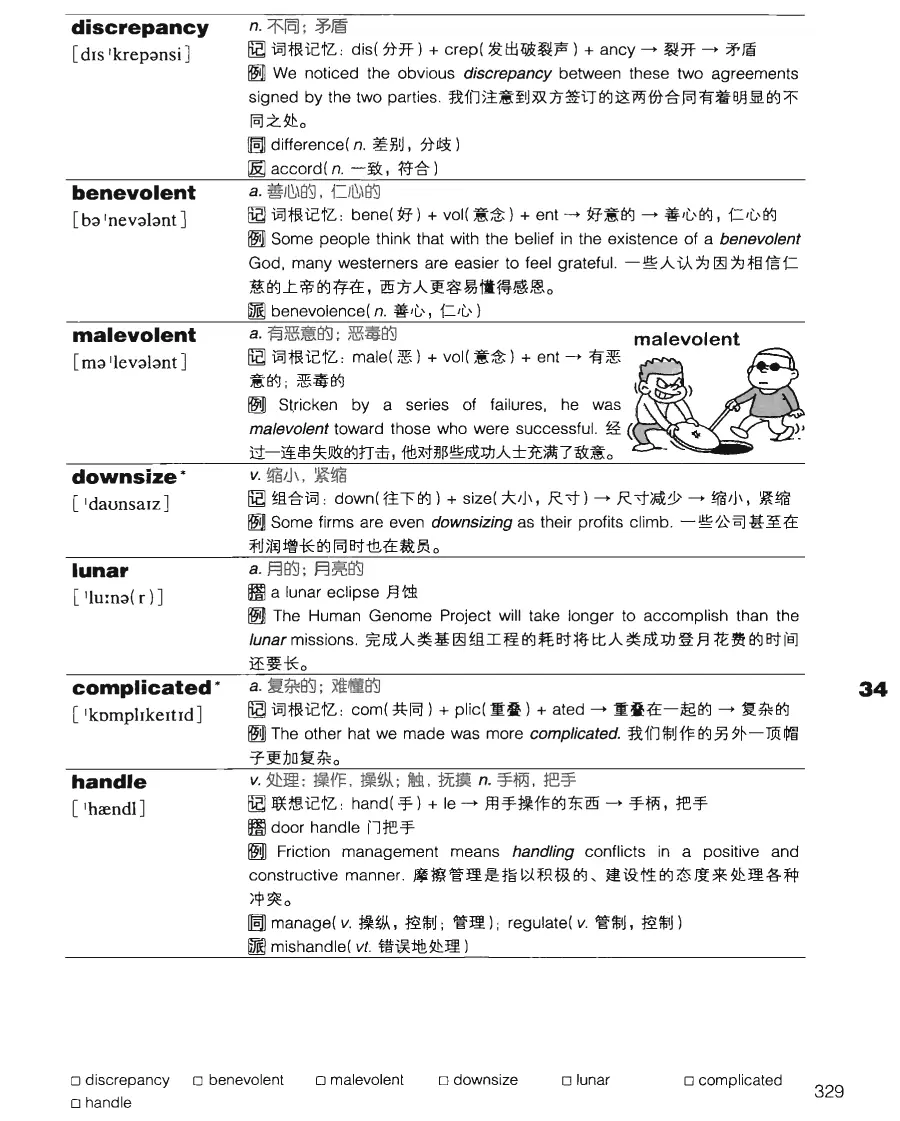 discrepancy
[dɪsˈkrepənsi]
n. 不同；矛盾
[记] 词根记忆：dis(分开) + crep(发出破裂声) + ancy → 裂开 → 矛盾
[例] We noticed the obvious discrepancy between these two agreements
signed by the two parties. 我们注意到双方签订的这两份合同有着明显的不
同之处。
[同] difference(n. 差别，分歧)
[反] accord(n. 一致，符合)
benevolent
[bəˈnevələnt]
a. 善心的，仁心的
[记] 词根记忆：bene(好) + vol(意念) + ent → 好意的 → 善心的，仁心的
[例] Some people think that with the belief in the existence of a benevolent
God, many westerners are easier to feel grateful. 一些人认为因为相信仁
慈的上帝的存在，西方人更容易懂得感恩。
[派] benevolence(n. 善心，仁心)
malevolent
[məˈlevələnt]
a. 有恶意的；恶毒的
[记] 词根记忆：male(恶) + vol(意念) + ent → 有恶
意的；恶毒的
[例] Stricken by a series of failures, he was
malevolent toward those who were successful. 经
过一连串失败的打击，他对那些成功人士充满了敌意。
malevolent
downsize*
[ˈdaʊnsaɪz]
v. 缩小，紧缩
[记] 组合词：down(往下的) + size(大小，尺寸) → 尺寸减少 → 缩小，紧缩
[例] Some firms are even downsizing as their profits climb. 一些公司甚至在
利润增长的同时也在裁员。
lunar
[ˈluːnə(r)]
a. 月的；月亮的
[搭] a lunar eclipse 月蚀
[例] The Human Genome Project will take longer to accomplish than the
lunar missions. 完成人类基因组工程的耗时将比人类成功登月花费的时间
还要长。
complicated*
[ˈkɒmplɪkeɪtɪd]
a. 复杂的；难懂的
[记] 词根记忆：com(共同) + plic(重叠) + ated → 重叠在一起的 → 复杂的
[例] The other hat we made was more complicated. 我们制作的另外一顶帽
子更加复杂。
34
handle
[ˈhændl]
v. 处理；操作，操纵；触，抚摸 n. 手柄，把手
[记] 联想记忆：hand(手) + le → 用手操作的东西 → 手柄，把手
[搭] door handle 门把手
[例] Friction management means handling conflicts in a positive and
constructive manner. 摩擦管理是指以积极的、建设性的态度来处理各种
冲突。
[同] manage(v. 操纵，控制；管理)；regulate(v. 管制，控制)
[派] mishandle(vt. 错误地处理)
□ discrepancy □ benevolent □ malevolent □ downsize □ lunar □ complicated
□ handle
329